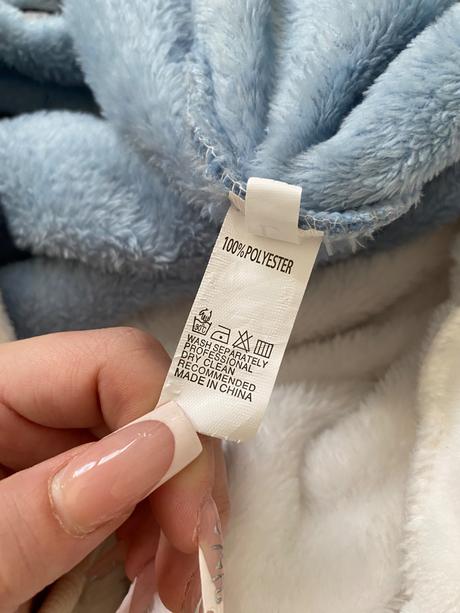 100%POLYESTER
WASH SEPARATELY
PROFESSIONAL
DRY CLEAN
RECOMMENDED
MADE IN CHINA